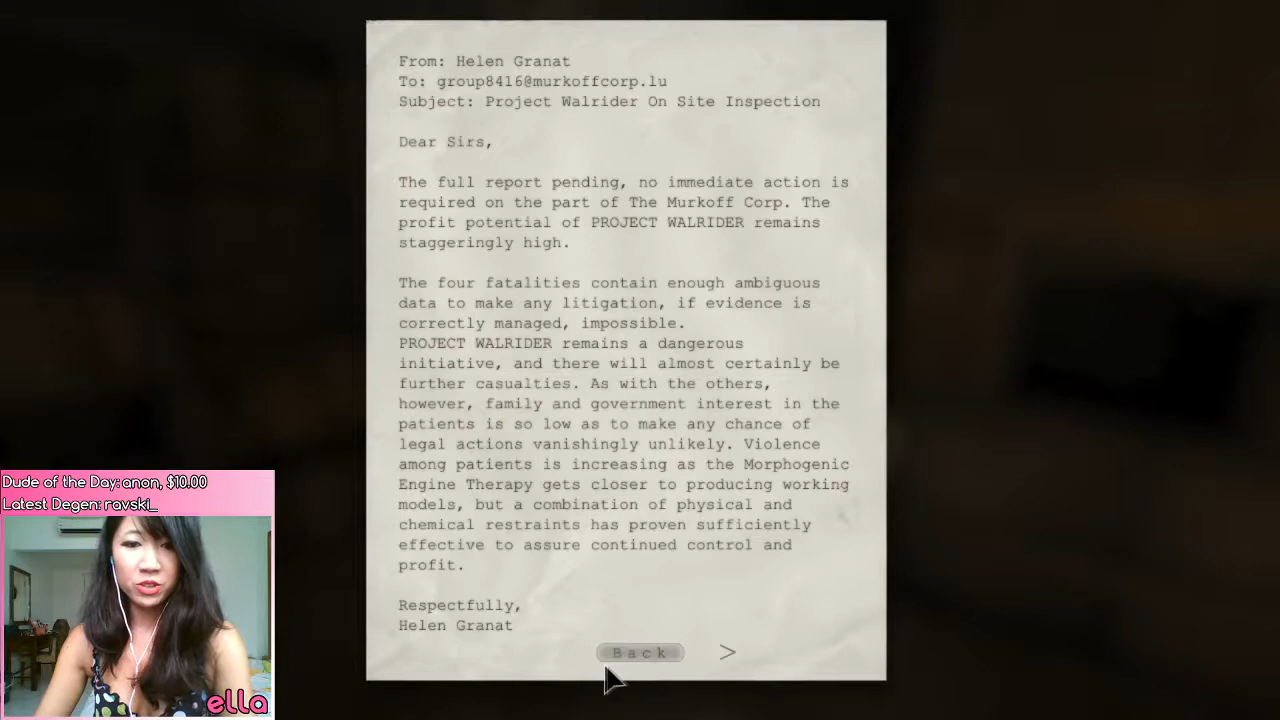 From: Helen Granat
To: group8416@murkoffcorp.lu
Subject: Project Walrider On Site Inspection
Dear Sirs,
The full report pending, no immediate action is
required on the part of The Murkoff Corp. The
profit potential of PROJECT WALRIDER remains
staggeringly high.
The four fatalities contain enough ambiguous
data to make any litigation, if evidence is
correctly managed, impossible.
PROJECT WALRIDER remains a dangerous
initiative, and there will almost certainly be
further casualties. As with the others,
however, family and government interest in the
patients is so low as to make any chance of
legal actions vanishingly unlikely. Violence
among patients is increasing as the Morphogenic
Engine Therapy gets closer to producing working
models, but a combination of physical and
chemical restraints has proven sufficiently
effective to assure continued control and
profit.
Respectfully,
Helen Granat
Back >
Dude of the Day: anon, $10.00
Latest Degen: ravski_
ella